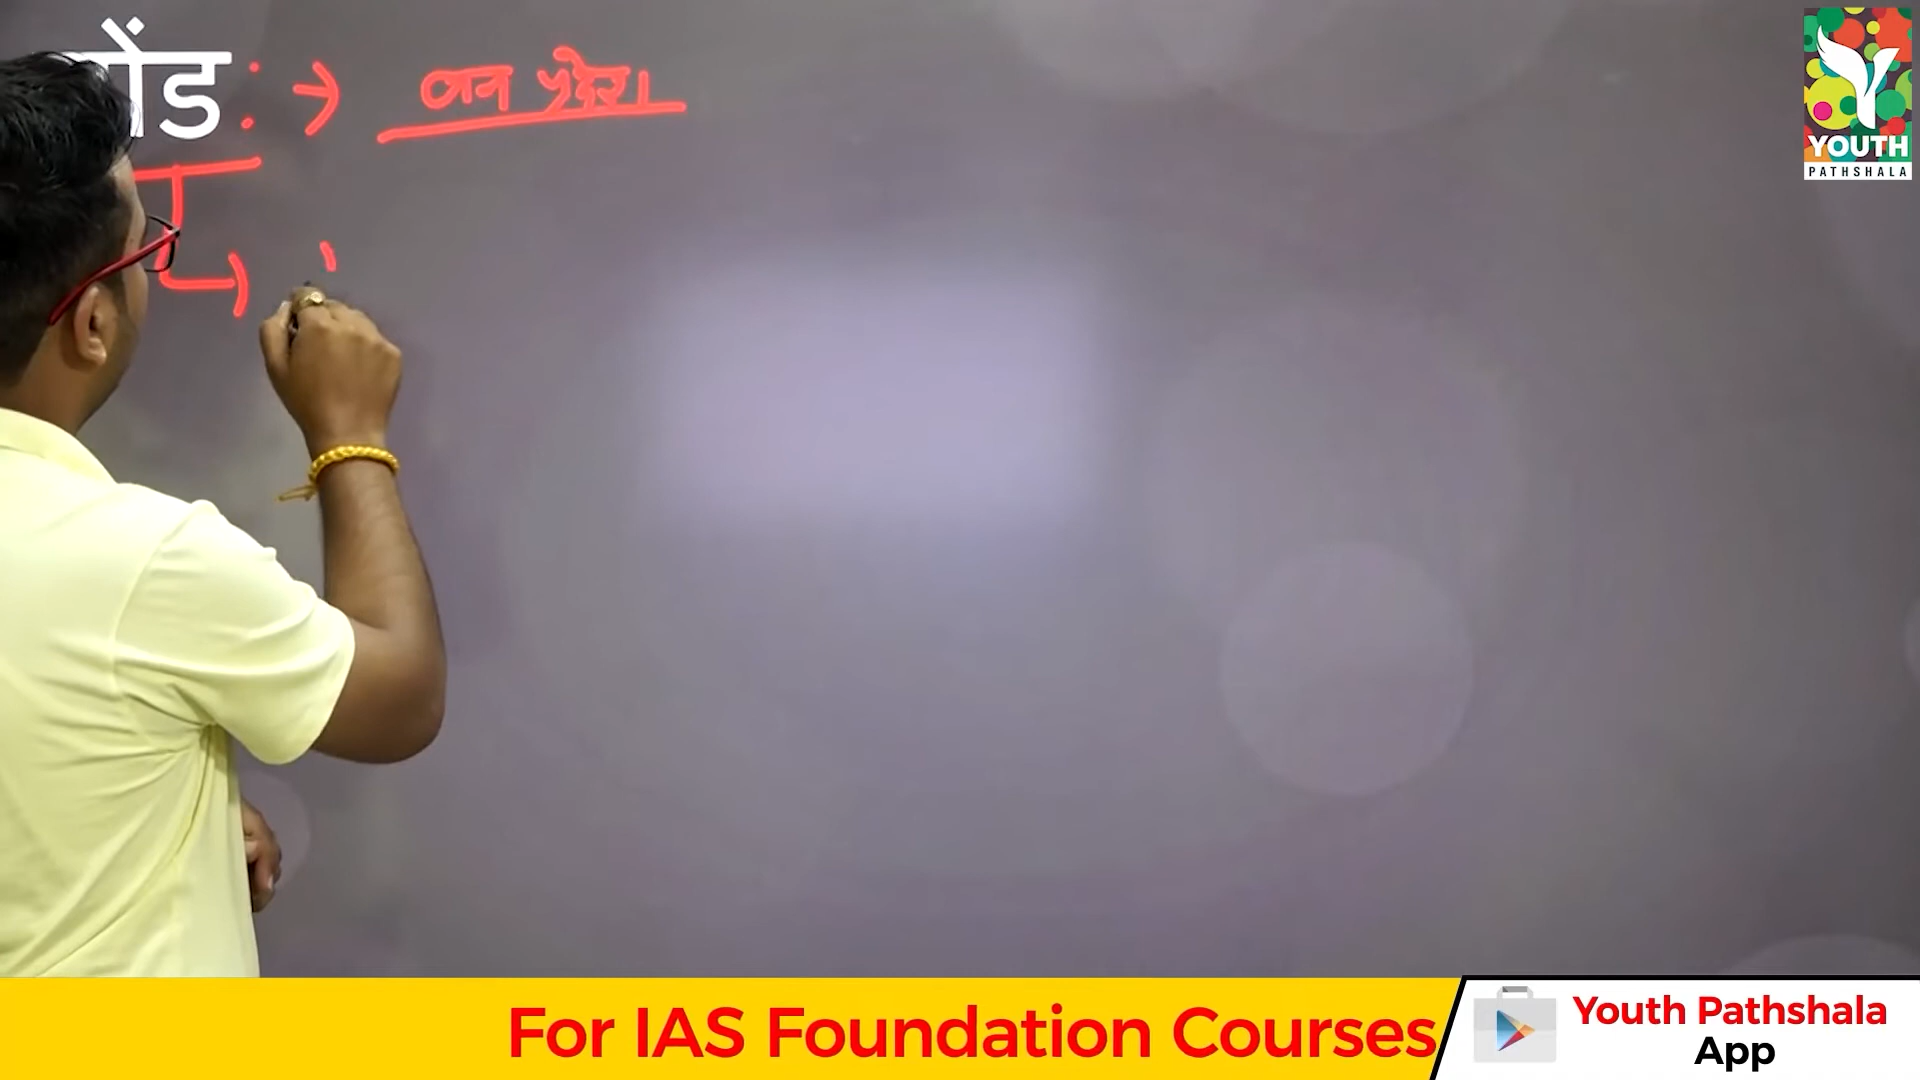 ोंड : → वन प्रदेश।
YOUTH
PATHSHALA
For IAS Foundation Courses
Youth Pathshala
App